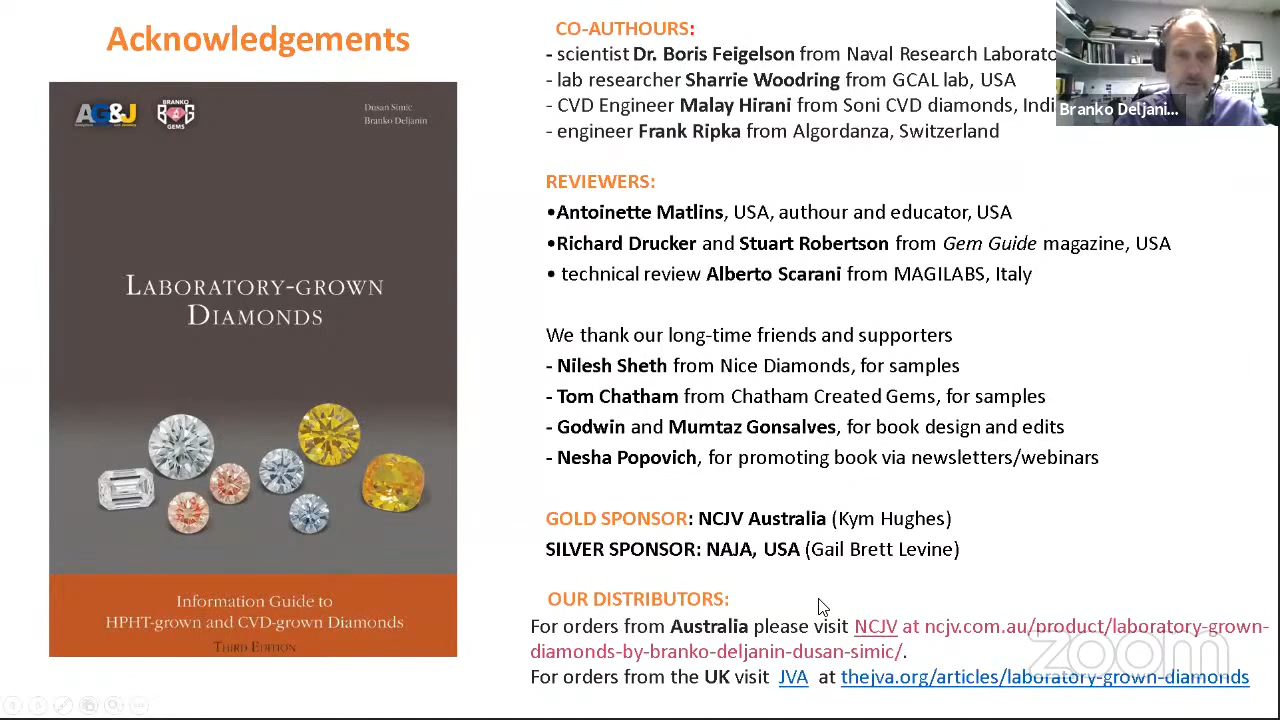 Acknowledgements
AG&J
BRANKO
GEMS
Dusan Simic
Branko Deljanin
LABORATORY-GROWN
DIAMONDS
Information Guide to
HPHT-grown and CVD-grown Diamonds
THIRD EDITION
CO-AUTHOURS:
- scientist Dr. Boris Feigelson from Naval Research Laborato
- lab researcher Sharrie Woodring from GCAL lab, USA
- CVD Engineer Malay Hirani from Soni CVD diamonds, Indi
- engineer Frank Ripka from Algordanza, Switzerland
Branko Deljani...
REVIEWERS:
•Antoinette Matlins, USA, authour and educator, USA
•Richard Drucker and Stuart Robertson from Gem Guide magazine, USA
• technical review Alberto Scarani from MAGILABS, Italy
We thank our long-time friends and supporters
- Nilesh Sheth from Nice Diamonds, for samples
- Tom Chatham from Chatham Created Gems, for samples
- Godwin and Mumtaz Gonsalves, for book design and edits
- Nesha Popovich, for promoting book via newsletters/webinars
GOLD SPONSOR: NCJV Australia (Kym Hughes)
SILVER SPONSOR: NAJA, USA (Gail Brett Levine)
OUR DISTRIBUTORS:
For orders from Australia please visit NCJV at ncjv.com.au/product/laboratory-grown-
diamonds-by-branko-deljanin-dusan-simic/.
For orders from the UK visit JVA at thejva.org/articles/laboratory-grown-diamonds
zoom